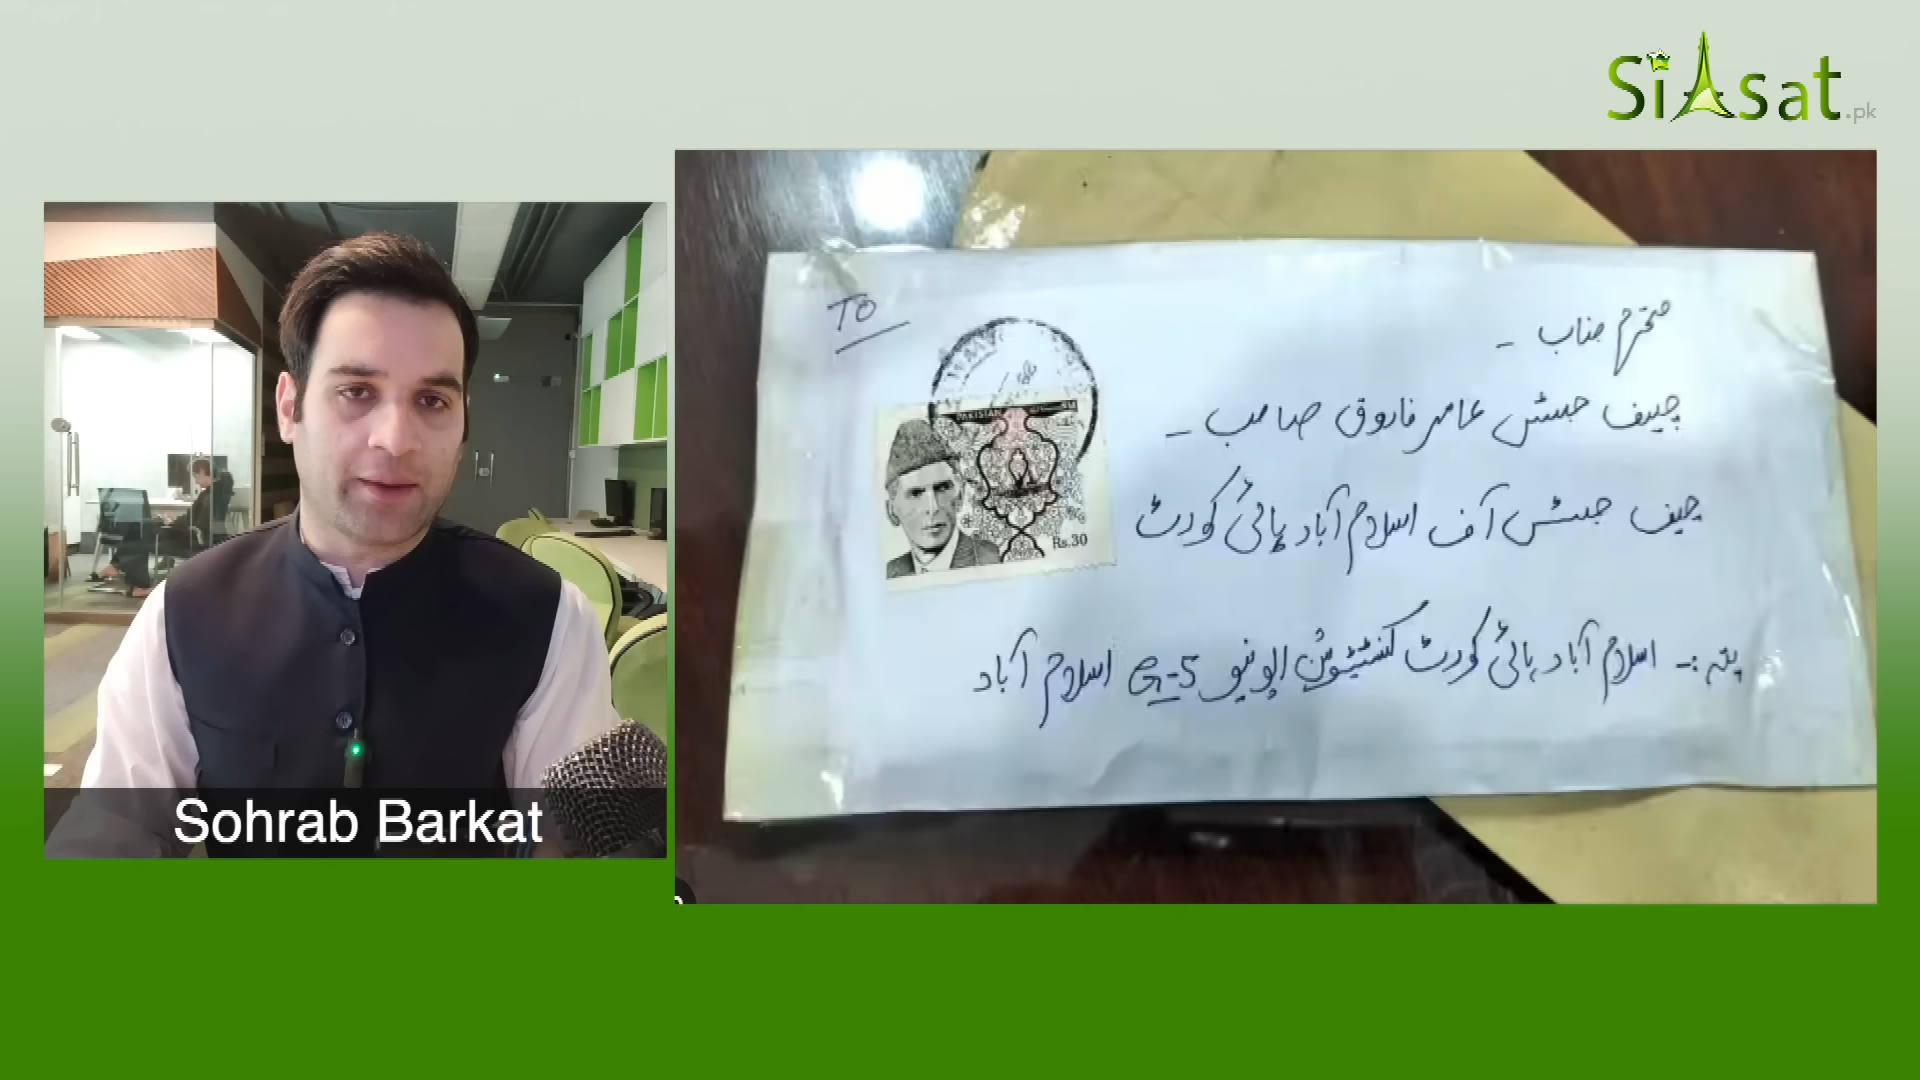 SiAsat.pk
Sohrab Barkat
TO
محترم جناب ۔
چیف جسٹس عامر فاروق صاحب ۔
چیف جسٹس آف اسلام آباد ہائی کورٹ
پتہ :۔ اسلام آباد ہائی کورٹ کنسٹیٹیوشن ایونیو G-5 اسلام آباد
PAKISTAN
Rs.30